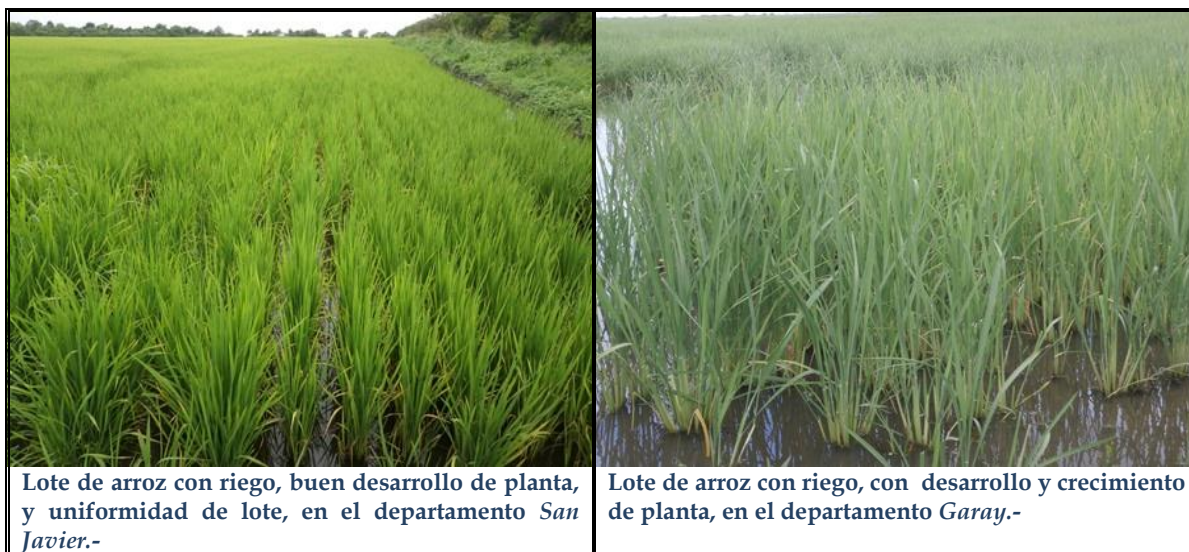 Lote de arroz con riego, buen desarrollo de planta,
y uniformidad de lote, en el departamento San
Javier.-
Lote de arroz con riego, con desarrollo y crecimiento
de planta, en el departamento Garay.-